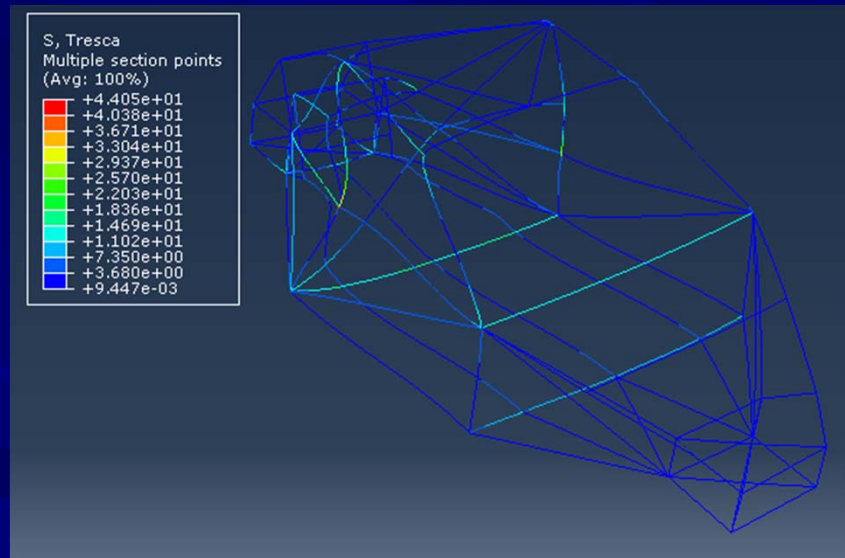 S, Tresca
Multiple section points
(Avg: 100%)
+4.405e+01
+4.038e+01
+3.671e+01
+3.304e+01
+2.937e+01
+2.570e+01
+2.203e+01
+1.836e+01
+1.469e+01
+1.102e+01
+7.350e+00
+3.680e+00
+9.447e-03